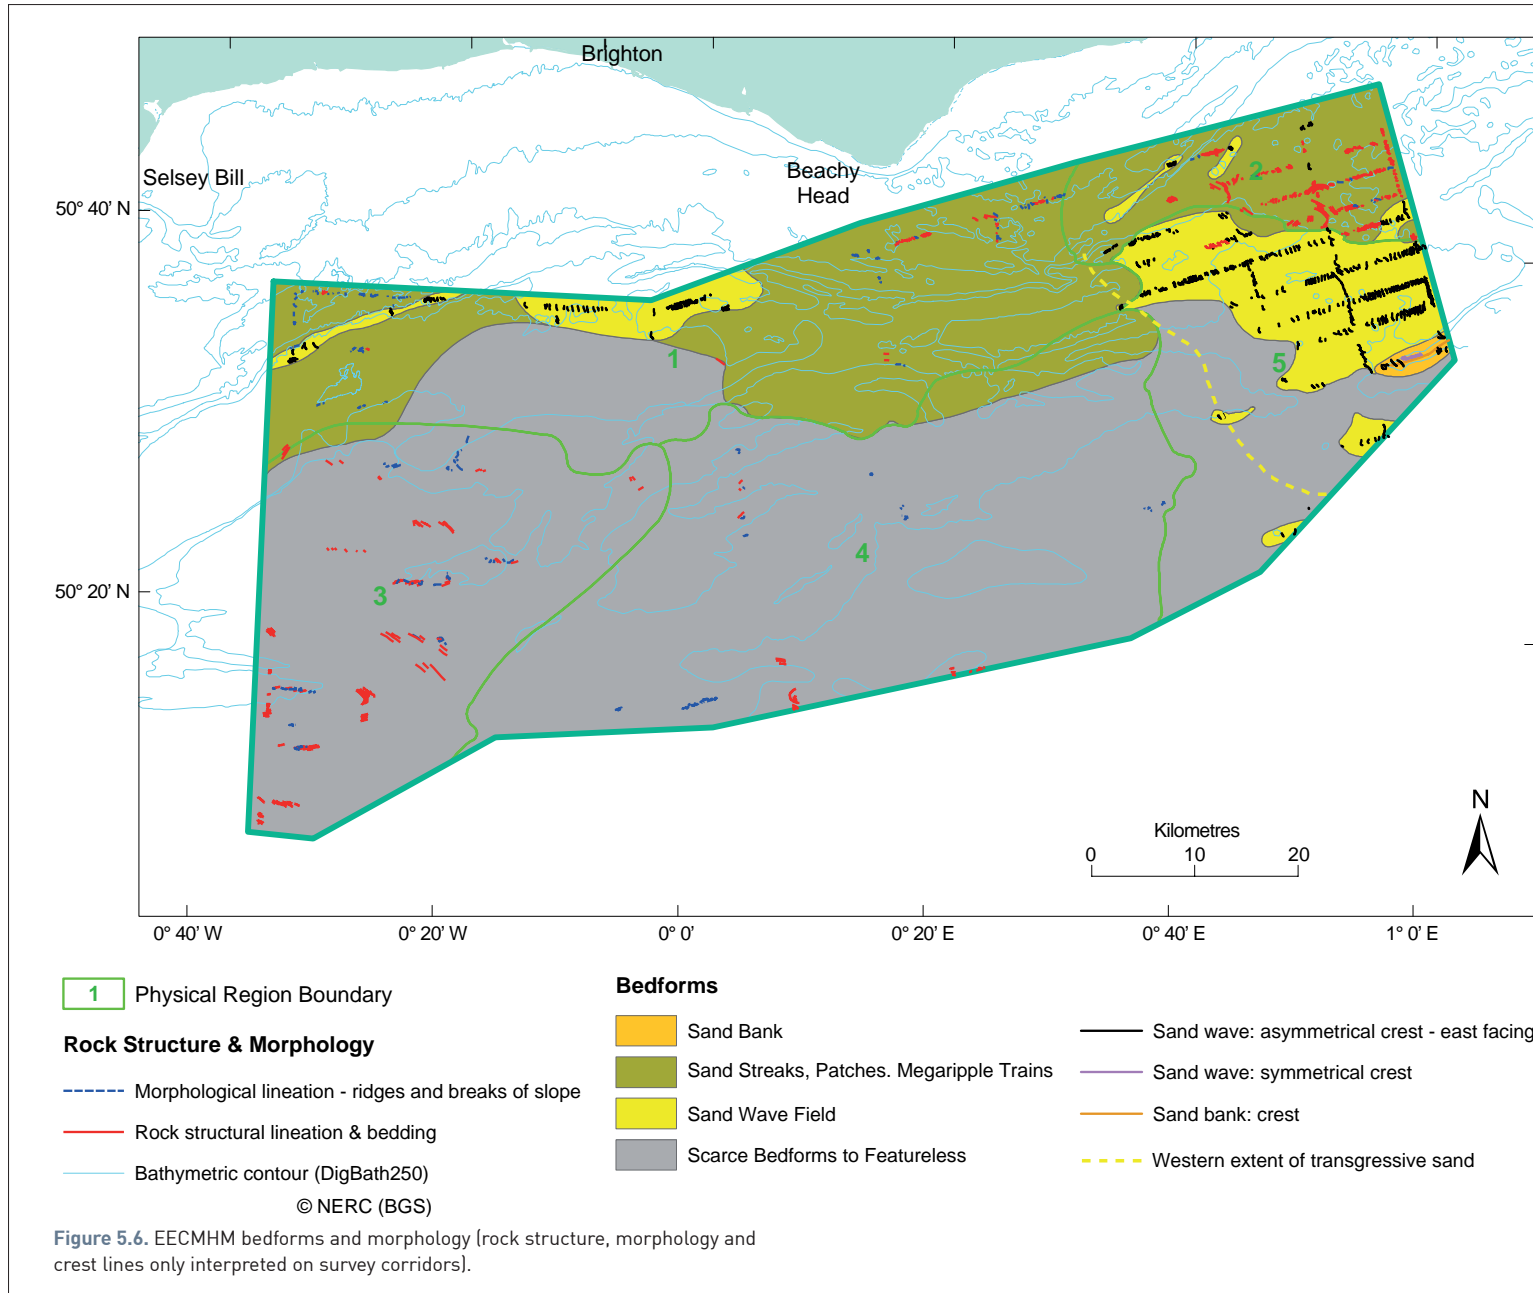 Brighton
Selsey Bill
Beachy
Head
50° 40' N
50° 20' N
1
2
3
4
5
N
Kilometres
0 10 20
0° 40' W 0° 20' W 0° 0' 0° 20' E 0° 40' E 1° 0' E
1 Physical Region Boundary
Rock Structure & Morphology
Morphological lineation - ridges and breaks of slope
Rock structural lineation & bedding
Bathymetric contour (DigBath250)
© NERC (BGS)
Bedforms
Sand Bank
Sand Streaks, Patches. Megaripple Trains
Sand Wave Field
Scarce Bedforms to Featureless
Sand wave: asymmetrical crest - east facing
Sand wave: symmetrical crest
Sand bank: crest
Western extent of transgressive sand
Figure 5.6. EECMHM bedforms and morphology (rock structure, morphology and
crest lines only interpreted on survey corridors).